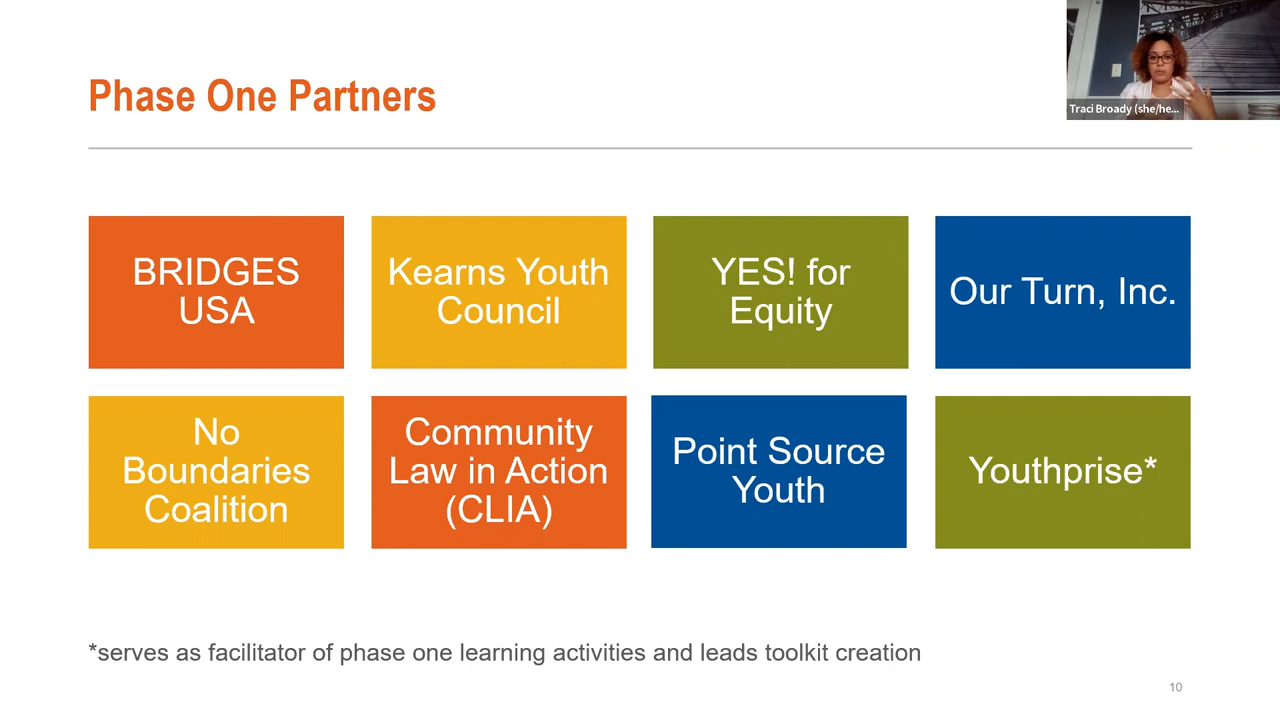 Phase One Partners
Traci Broady (she/he...
BRIDGES
USA
Kearns Youth
Council
YES! for
Equity
Our Turn, Inc.
No
Boundaries
Coalition
Community
Law in Action
(CLIA)
Point Source
Youth
Youthprise*
*serves as facilitator of phase one learning activities and leads toolkit creation
10